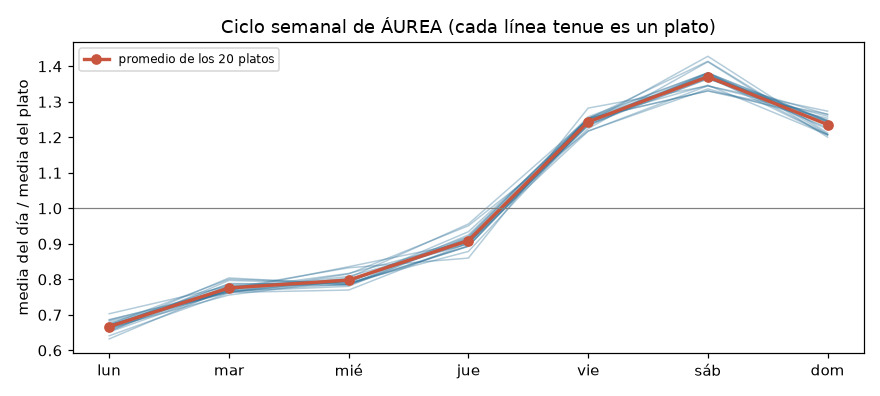 Ciclo semanal de ÁUREA (cada línea tenue es un plato)
promedio de los 20 platos
media del día / media del plato
1.4
1.3
1.2
1.1
1.0
0.9
0.8
0.7
0.6
lun mar mié jue vie sáb dom